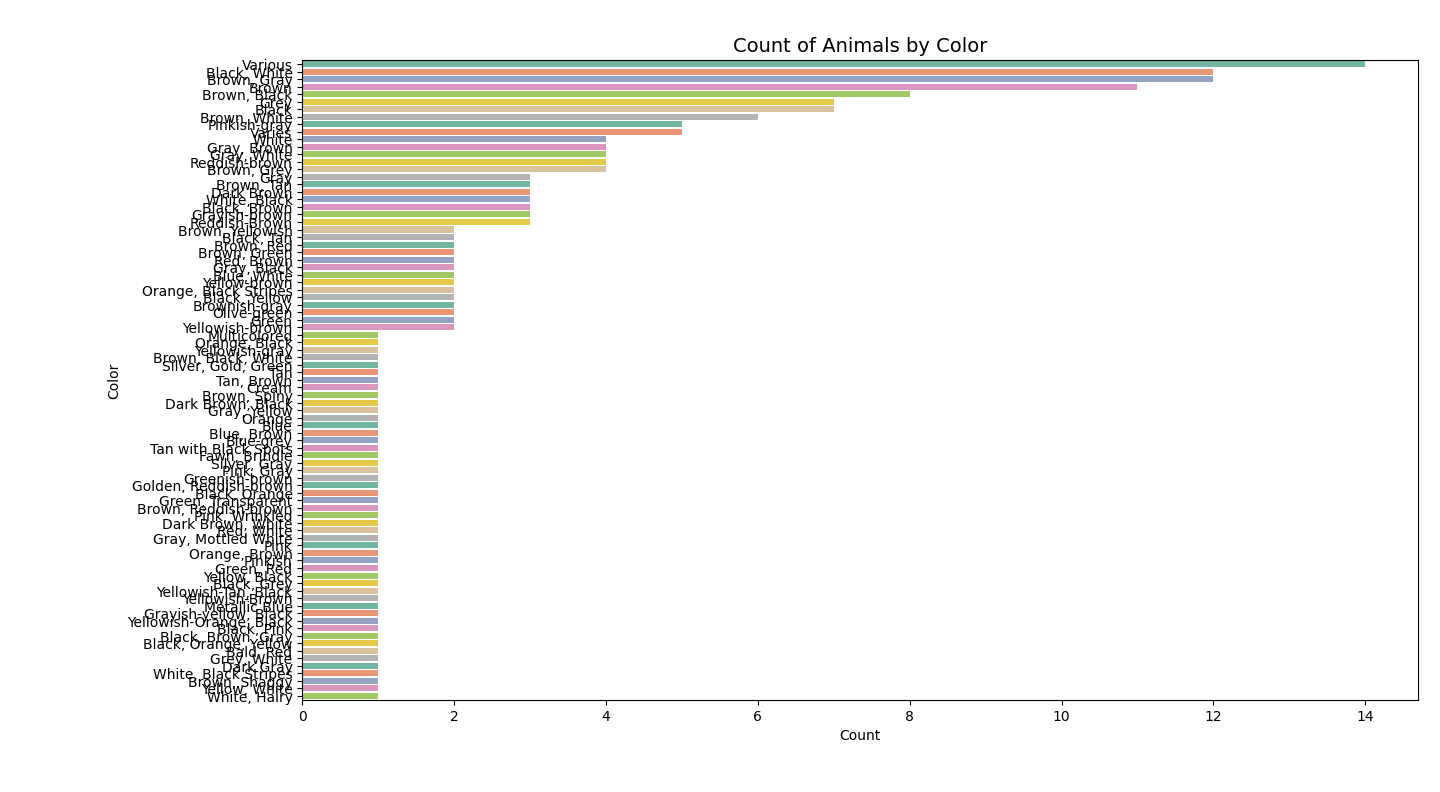 Count of Animals by Color
Various
Black, White
Brown, Gray
Brown
Brown, Black
Grey
Black
Brown, White
Pinkish-gray
Varies
White
Gray, Brown
Gray, White
Reddish-brown
Brown, Grey
Gray
Brown, Tan
Dark Brown
White, Black
Black, Brown
Grayish-brown
Reddish-Brown
Brown, Yellowish
Black, Tan
Brown, Red
Brown, Green
Red, Brown
Gray, Black
Blue, White
Yellow-brown
Orange, Black Stripes
Black, Yellow
Brownish-gray
Olive-green
Green
Yellowish-brown
Multicolored
Orange, Black
Yellowish-gray
Brown, Black, White
Silver, Gold, Green
Tan
Tan, Brown
Cream
Brown, Spiny
Dark Brown, Black
Gray, Yellow
Orange
Blue
Blue, Brown
Blue-grey
Tan with Black Spots
Fawn, Brindle
Silver, Gray
Pink, Gray
Greenish-brown
Golden, Reddish-brown
Black, Orange
Green, Transparent
Brown, Reddish-brown
Pink, Wrinkled
Dark Brown, White
Red, White
Gray, Mottled White
Pink
Orange, Brown
Pinkish
Green, Red
Yellow, Black
Black, Grey
Yellowish-Tan, Black
Yellowish-Brown
Metallic Blue
Grayish-yellow, Black
Yellowish-Orange, Black
Black, Pink
Black, Brown, Gray
Black, Orange, Yellow
Bald, Red
Grey, White
Dark Gray
White, Black Stripes
Brown, Shaggy
Yellow, White
White, Hairy
Color
0 2 4 6 8 10 12 14
Count